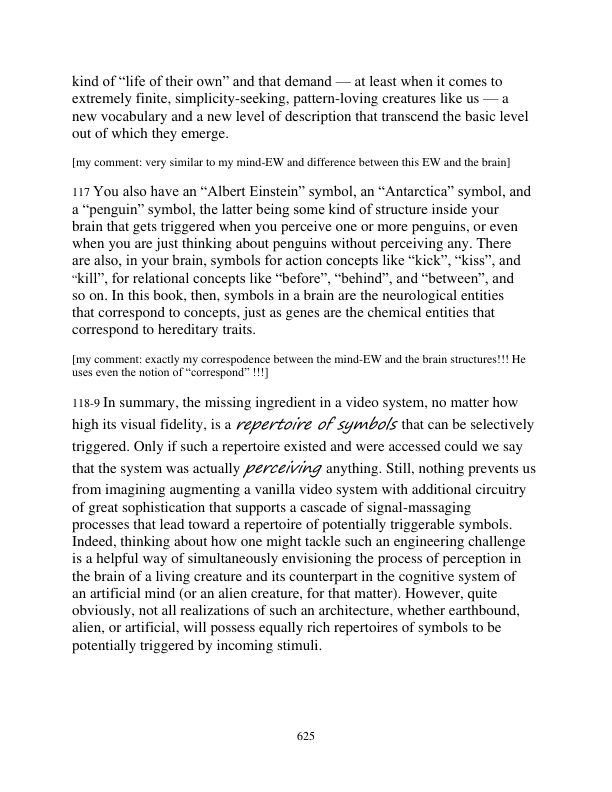 kind of “life of their own” and that demand — at least when it comes to
extremely finite, simplicity-seeking, pattern-loving creatures like us — a
new vocabulary and a new level of description that transcend the basic level
out of which they emerge.
[my comment: very similar to my mind-EW and difference between this EW and the brain]
117 You also have an “Albert Einstein” symbol, an “Antarctica” symbol, and
a “penguin” symbol, the latter being some kind of structure inside your
brain that gets triggered when you perceive one or more penguins, or even
when you are just thinking about penguins without perceiving any. There
are also, in your brain, symbols for action concepts like “kick”, “kiss”, and
“kill”, for relational concepts like “before”, “behind”, and “between”, and
so on. In this book, then, symbols in a brain are the neurological entities
that correspond to concepts, just as genes are the chemical entities that
correspond to hereditary traits.
[my comment: exactly my correspodence between the mind-EW and the brain structures!!! He
uses even the notion of “correspond” !!!]
118-9 In summary, the missing ingredient in a video system, no matter how
high its visual fidelity, is a repertoire of symbols that can be selectively
triggered. Only if such a repertoire existed and were accessed could we say
that the system was actually perceiving anything. Still, nothing prevents us
from imagining augmenting a vanilla video system with additional circuitry
of great sophistication that supports a cascade of signal-massaging
processes that lead toward a repertoire of potentially triggerable symbols.
Indeed, thinking about how one might tackle such an engineering challenge
is a helpful way of simultaneously envisioning the process of perception in
the brain of a living creature and its counterpart in the cognitive system of
an artificial mind (or an alien creature, for that matter). However, quite
obviously, not all realizations of such an architecture, whether earthbound,
alien, or artificial, will possess equally rich repertoires of symbols to be
potentially triggered by incoming stimuli.
625